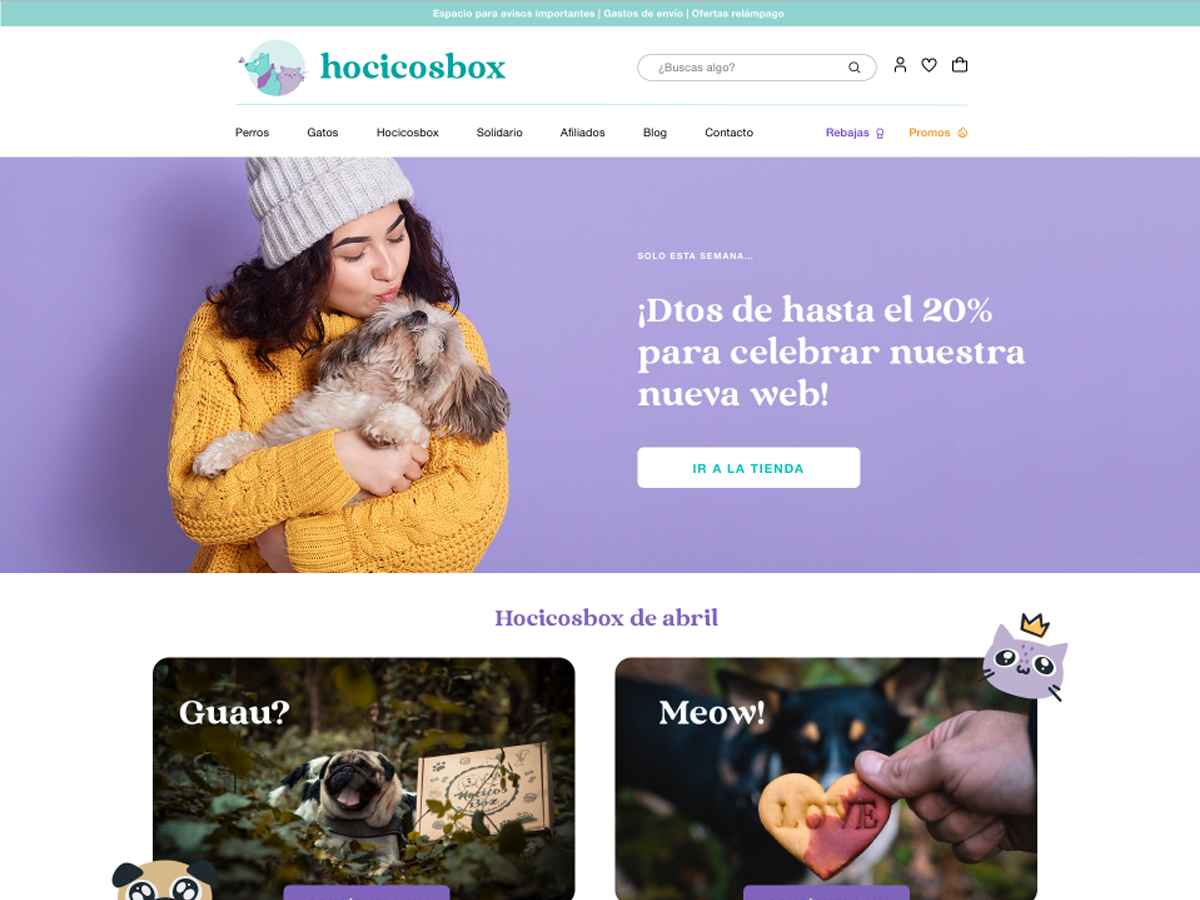 Espacio para avisos importantes | Gastos de envío | Ofertas relámpago
hocicosbox
¿Buscas algo?
Perros
Gatos
Hocicosbox
Solidario
Afiliados
Blog
Contacto
Rebajas
Promos
SOLO ESTA SEMANA...
¡Dtos de hasta el 20%
para celebrar nuestra
nueva web!
IR A LA TIENDA
Hocicosbox de abril
Guau?
Meow!
Hocicos
Box
LOVE